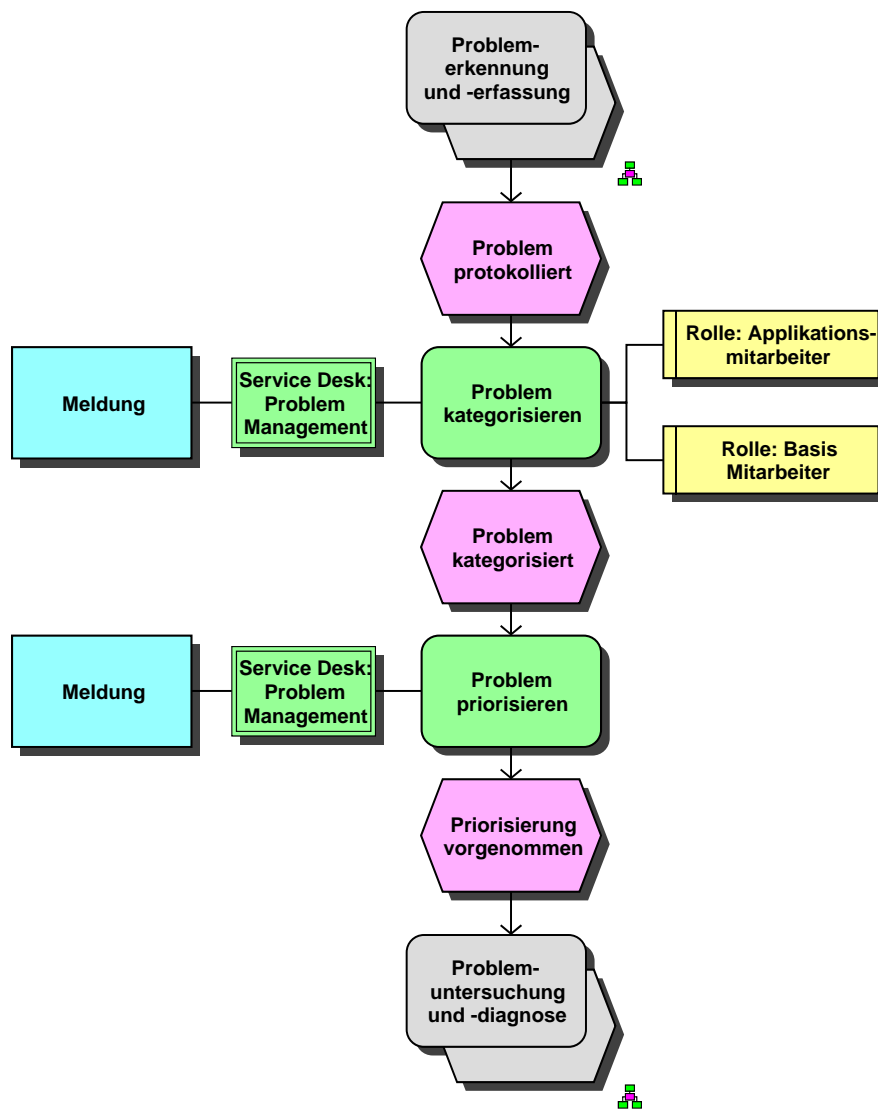 Problem-
erkennung
und -erfassung
Problem
protokolliert
Meldung
Service Desk:
Problem
Management
Problem
kategorisieren
Rolle: Applikations-
mitarbeiter
Rolle: Basis
Mitarbeiter
Problem
kategorisiert
Meldung
Service Desk:
Problem
Management
Problem
priorisieren
Priorisierung
vorgenommen
Problem-
untersuchung
und -diagnose